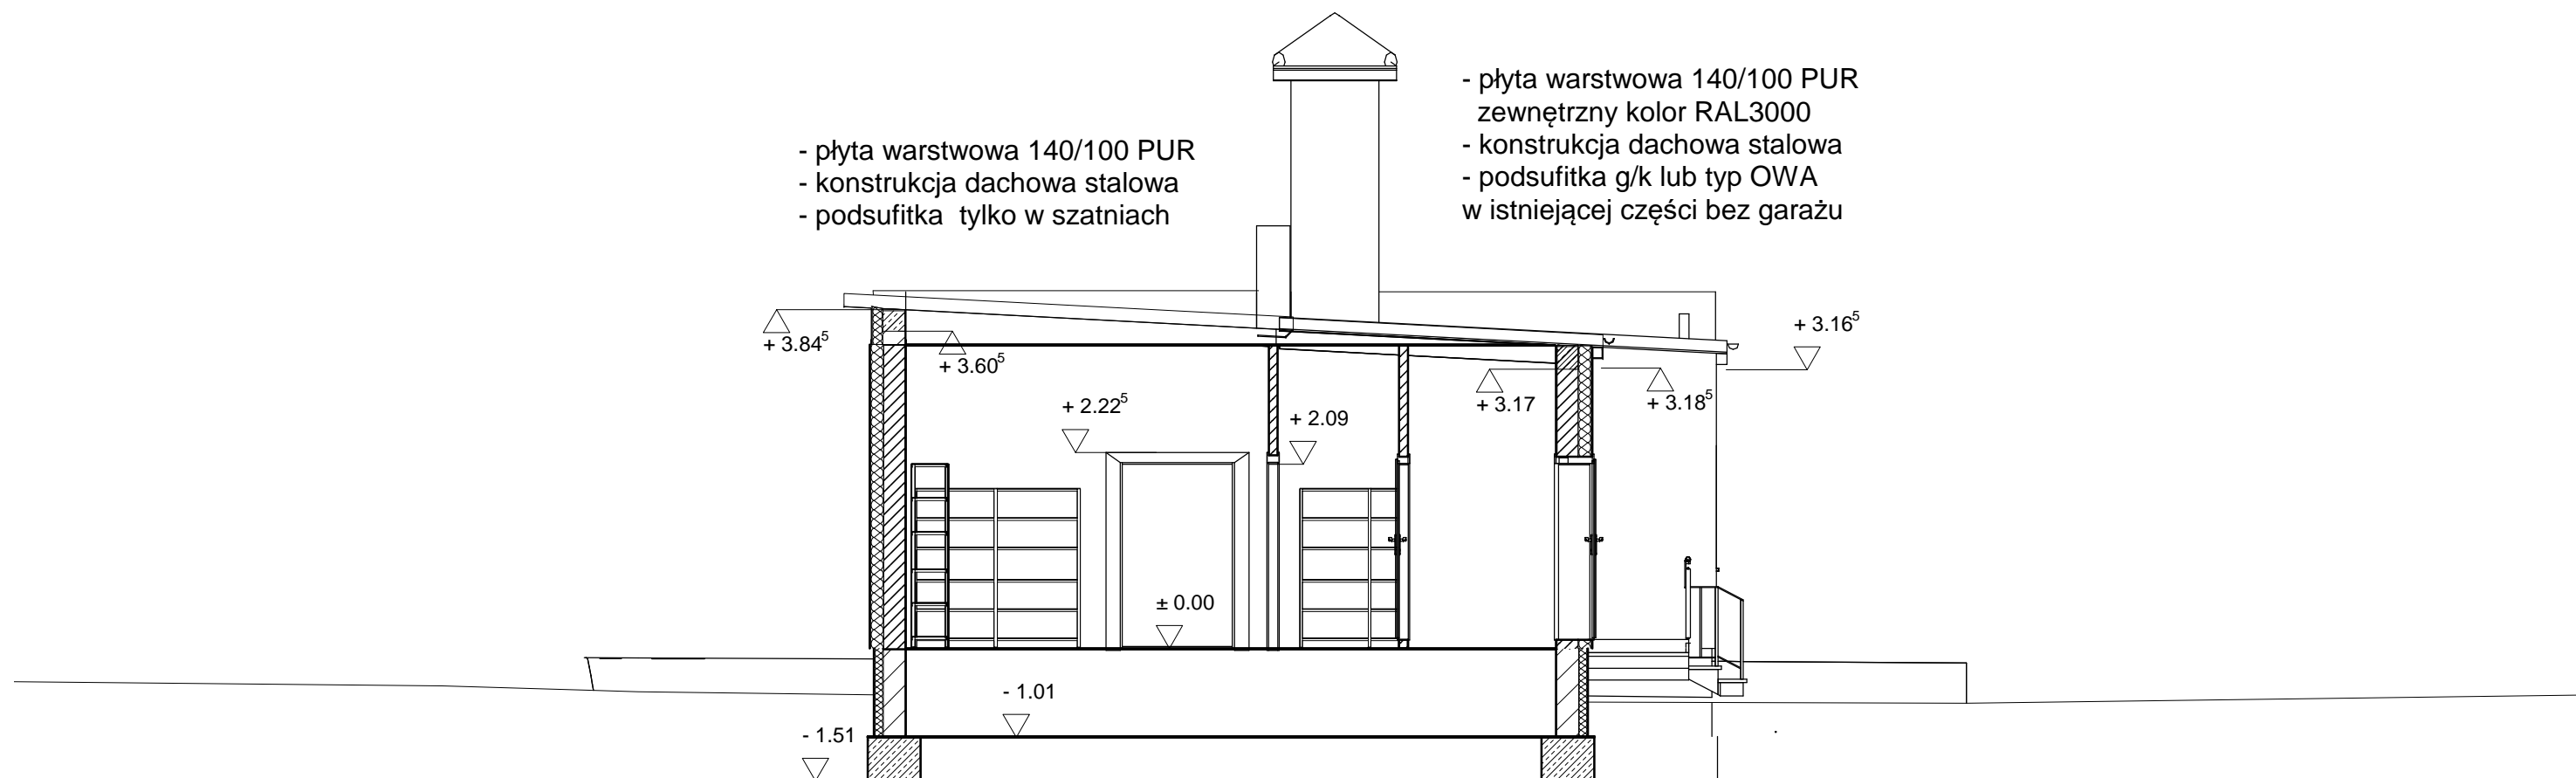 - płyta warstwowa 140/100 PUR
zewnętrzny kolor RAL3000
- konstrukcja dachowa stalowa
- podsufitka g/k lub typ OWA
w istniejącej części bez garażu
- płyta warstwowa 140/100 PUR
- konstrukcja dachowa stalowa
- podsufitka  tylko w szatniach
+ 3.84⁵
+ 3.60⁵
+ 3.16⁵
+ 2.22⁵
+ 2.09
+ 3.17
+ 3.18⁵
± 0.00
- 1.01
- 1.51